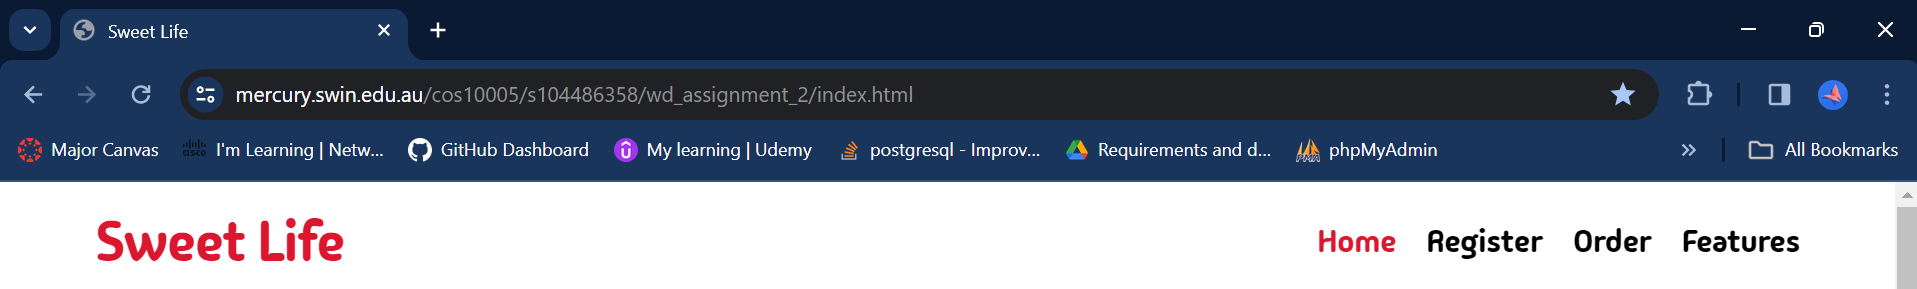 Sweet Life
mercury.swin.edu.au/cos10005/s104486358/wd_assignment_2/index.html
Major Canvas I'm Learning | Netw... GitHub Dashboard My learning | Udemy postgresql - Improv... Requirements and d... phpMyAdmin » All Bookmarks
Sweet Life Home Register Order Features